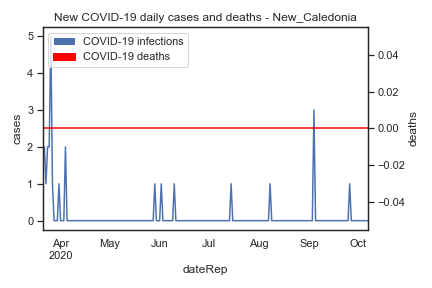 New COVID-19 daily cases and deaths - New_Caledonia
COVID-19 infections
COVID-19 deaths
5
4
3
2
1
0
cases
0.04
0.02
0.00
−0.02
−0.04
deaths
Apr May Jun Jul Aug Sep Oct
2020
dateRep